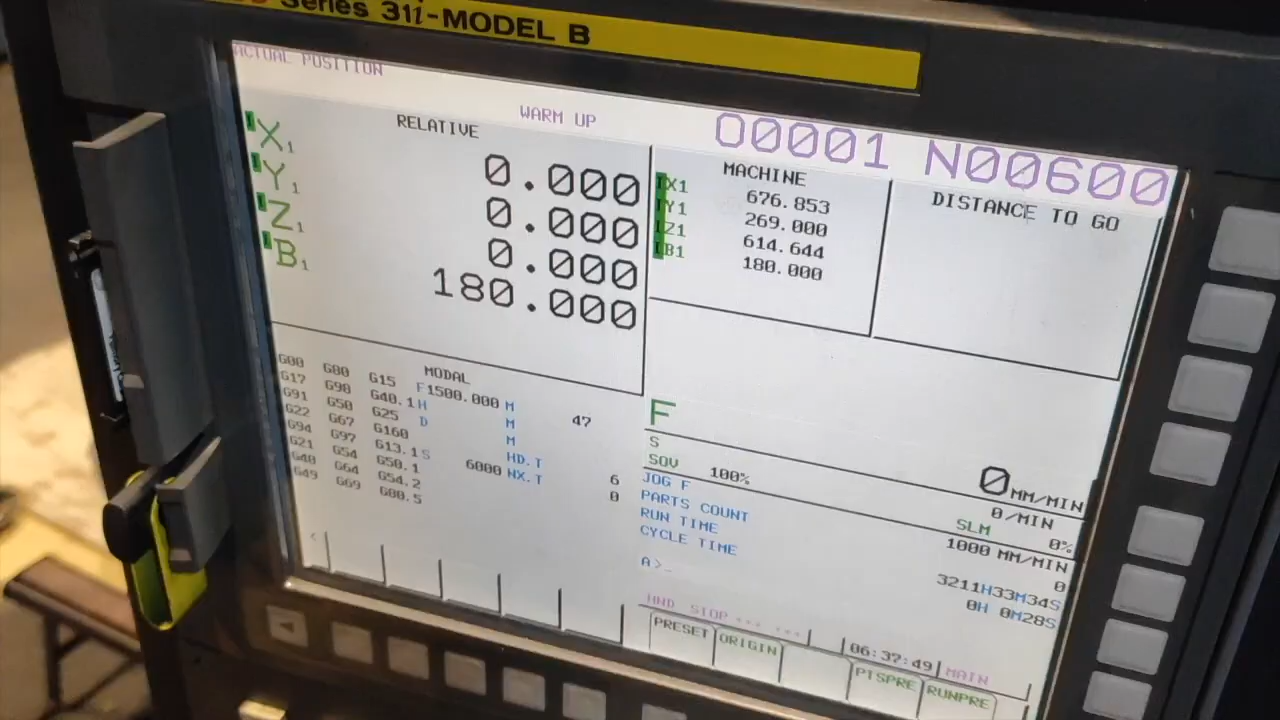 Series 31i-MODEL B
ACTUAL POSITION
WARM UP
O0001 N00600
RELATIVE
X1 0.000
Y1 0.000
Z1 0.000
B1 180.000
MACHINE
X1 676.853
Y1 269.000
Z1 614.644
B1 180.000
DISTANCE TO GO
MODAL
G00 G80 G15 F1500.000 M 47
G17 G98 G40.1 H M
G91 G50 G25 D M
G22 G67 G160
G94 G97 G13.1 S 6000 HD.T 6
G21 G54 G50.1 NX.T 0
G40 G64 G54.2
G49 G69 G80.5
F 0 MM/MIN
S 0/MIN
SOV 100% SLM 0%
JOG F 1000 MM/MIN
PARTS COUNT 0
RUN TIME 3211H33M34S
CYCLE TIME 0H 0M28S
A>_
HND STOP *** ***
06:37:49
MAIN
PRESET ORIGIN PTSPRE RUNPRE